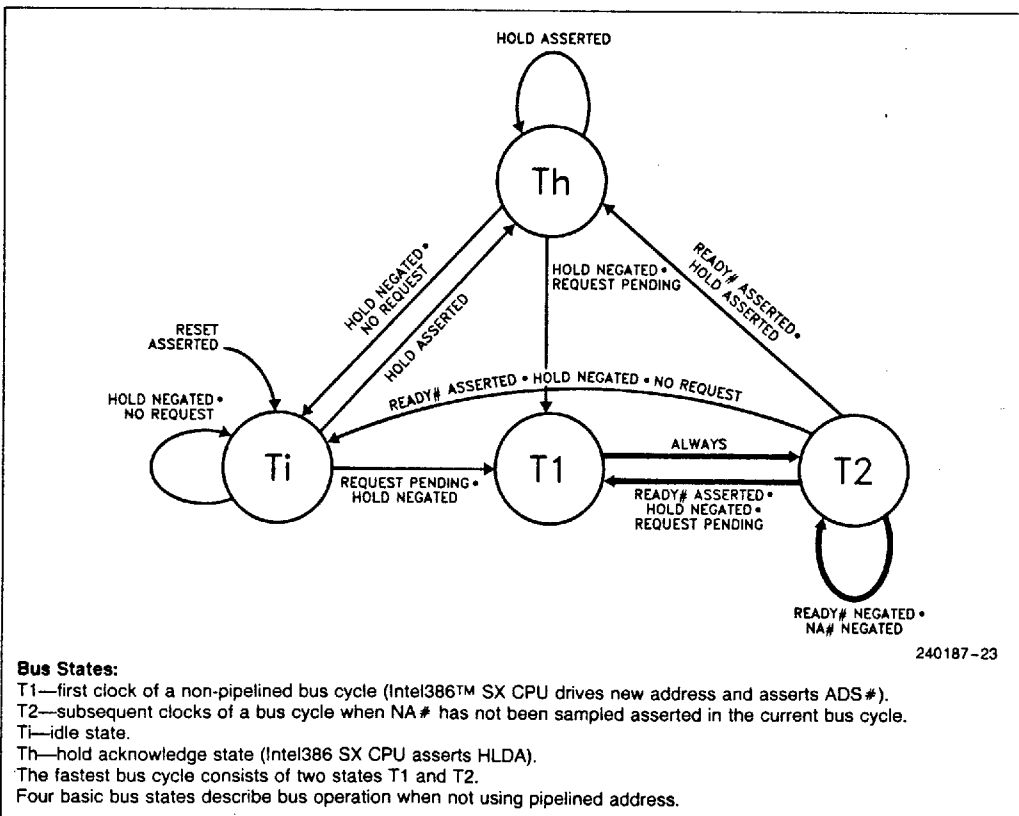 HOLD ASSERTED
Th
HOLD NEGATED •
NO REQUEST
HOLD ASSERTED
HOLD NEGATED •
REQUEST PENDING
READY# ASSERTED •
HOLD ASSERTED
RESET
ASSERTED
HOLD NEGATED •
NO REQUEST
READY# ASSERTED • HOLD NEGATED • NO REQUEST
Ti
REQUEST PENDING •
HOLD NEGATED
T1
ALWAYS
READY# ASSERTED •
HOLD NEGATED •
REQUEST PENDING
T2
READY# NEGATED •
NA# NEGATED
240187-23
Bus States:
T1—first clock of a non-pipelined bus cycle (Intel386™ SX CPU drives new address and asserts ADS#).
T2—subsequent clocks of a bus cycle when NA# has not been sampled asserted in the current bus cycle.
Ti—idle state.
Th—hold acknowledge state (Intel386 SX CPU asserts HLDA).
The fastest bus cycle consists of two states T1 and T2.
Four basic bus states describe bus operation when not using pipelined address.